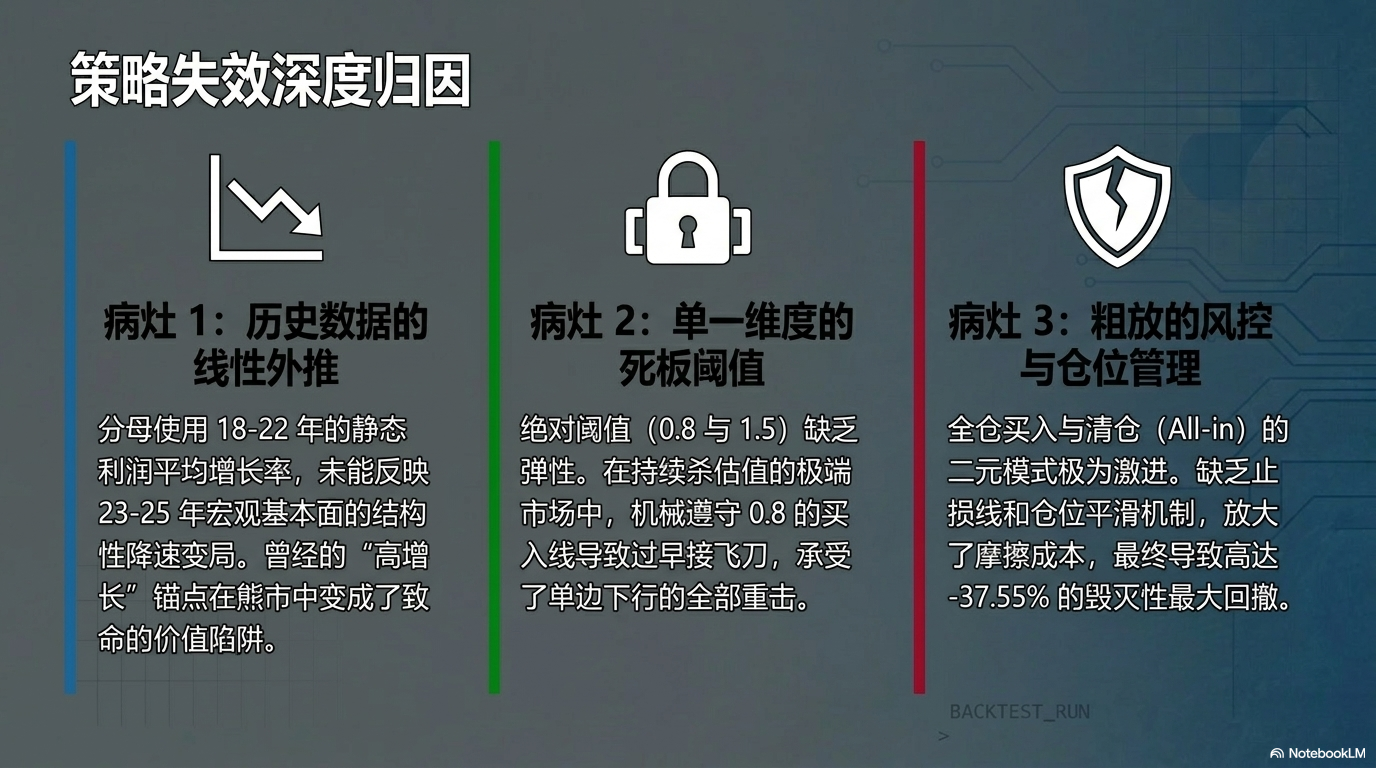 策略失效深度归因
病灶 1：历史数据的
线性外推
分母使用 18-22 年的静态
利润平均增长率，未能反映
23-25 年宏观基本面的结构
性降速变局。曾经的“高增
长”锚点在熊市中变成了致
命的价值陷阱。
病灶 2：单一维度的
死板阈值
绝对阈值（0.8 与 1.5）缺乏
弹性。在持续杀估值的极端
市场中，机械遵守 0.8 的买
入线导致过早接飞刀，承受
了单边下行的全部重击。
病灶 3：粗放的风控
与仓位管理
全仓买入与清仓（All-in）的
二元模式极为激进。缺乏止
损线和仓位平滑机制，放大
了摩擦成本，最终导致高达
-37.55% 的毁灭性最大回撤。
BACKTEST_RUN
>
NotebookLM